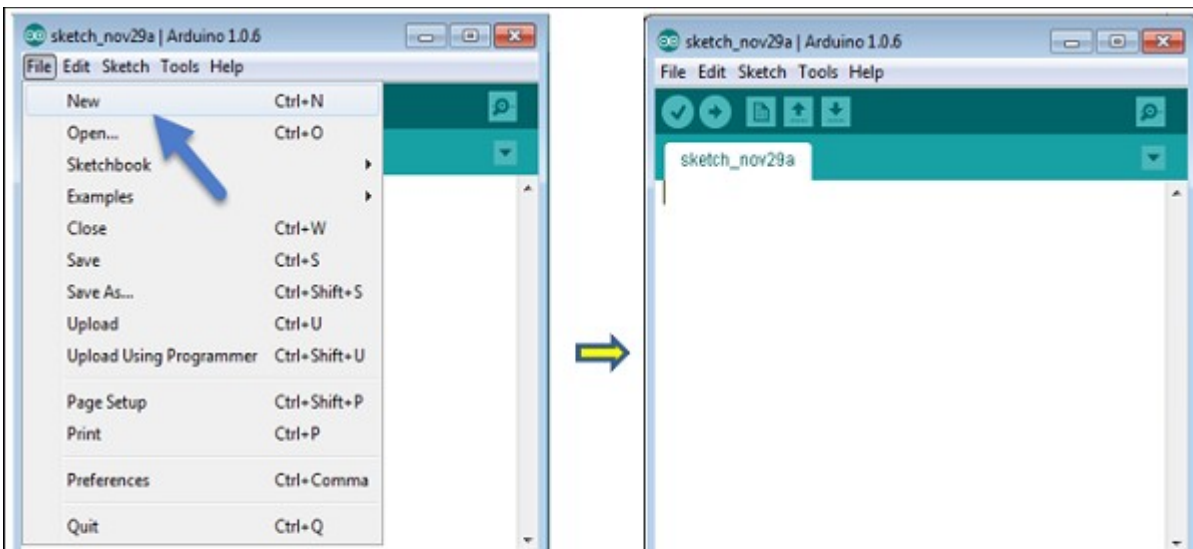 sketch_nov29a | Arduino 1.0.6
File Edit Sketch Tools Help
New Ctrl+N
Open... Ctrl+O
Sketchbook
Examples
Close Ctrl+W
Save Ctrl+S
Save As... Ctrl+Shift+S
Upload Ctrl+U
Upload Using Programmer Ctrl+Shift+U
Page Setup Ctrl+Shift+P
Print Ctrl+P
Preferences Ctrl+Comma
Quit Ctrl+Q
sketch_nov29a | Arduino 1.0.6
File Edit Sketch Tools Help
sketch_nov29a